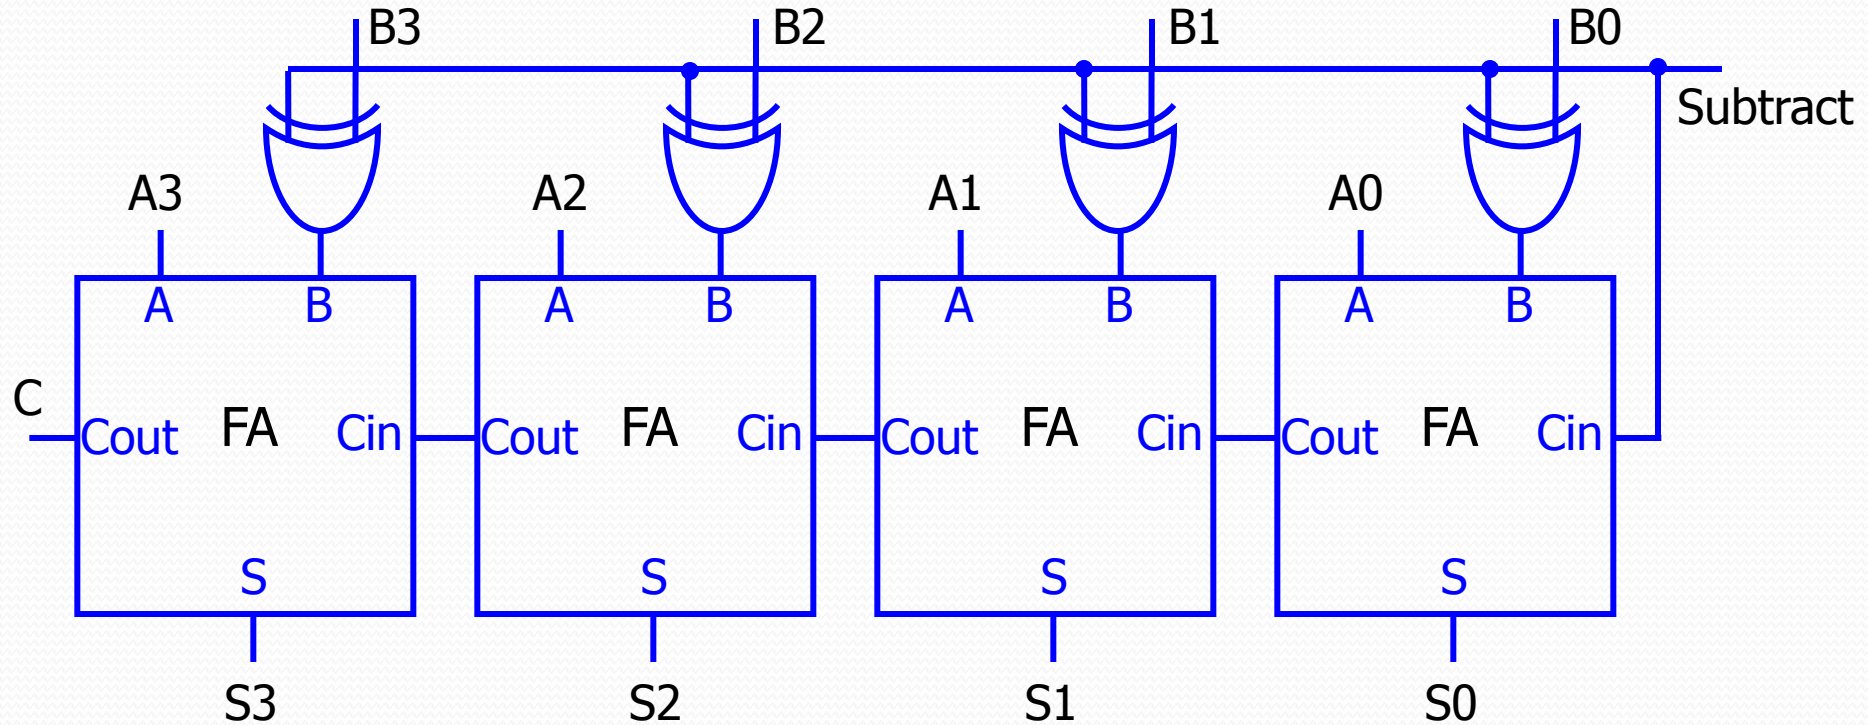 B3 B2 B1 B0
Subtract
A3 A2 A1 A0
A B A B A B A B
C
Cout FA Cin Cout FA Cin Cout FA Cin Cout FA Cin
S S S S
S3 S2 S1 S0